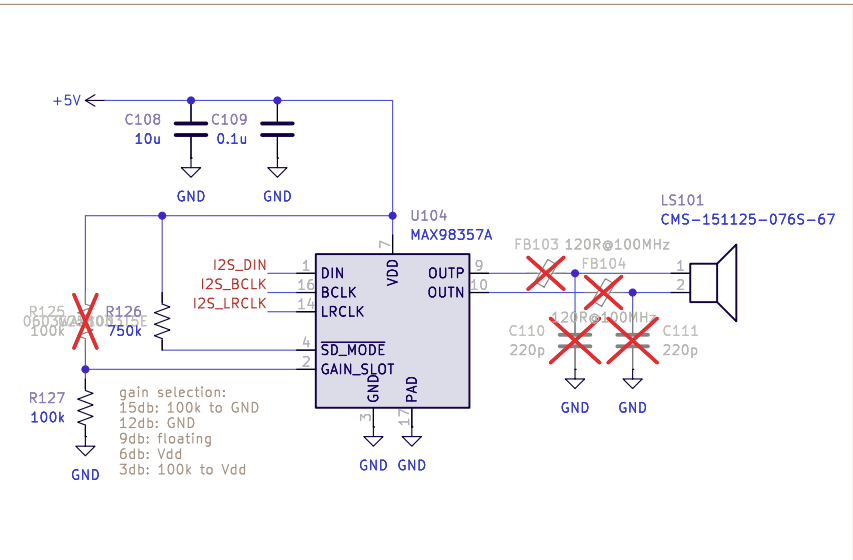 +5V
C108
10u
C109
0.1u
GND
GND
U104
MAX98357A
7
VDD
I2S_DIN
I2S_BCLK
I2S_LRCLK
1
16
14
4
2
DIN
BCLK
LRCLK
SD_MODE
GAIN_SLOT
OUTP
OUTN
9
10
GND
PAD
3
17
GND
GND
FB103 120R@100MHz
FB104
120R@100MHz
C110
220p
C111
220p
GND
GND
LS101
CMS-151125-076S-67
1
2
R125
100k
R126
750k
R127
100k
GND
gain selection:
15db: 100k to GND
12db: GND
9db: floating
6db: Vdd
3db: 100k to Vdd